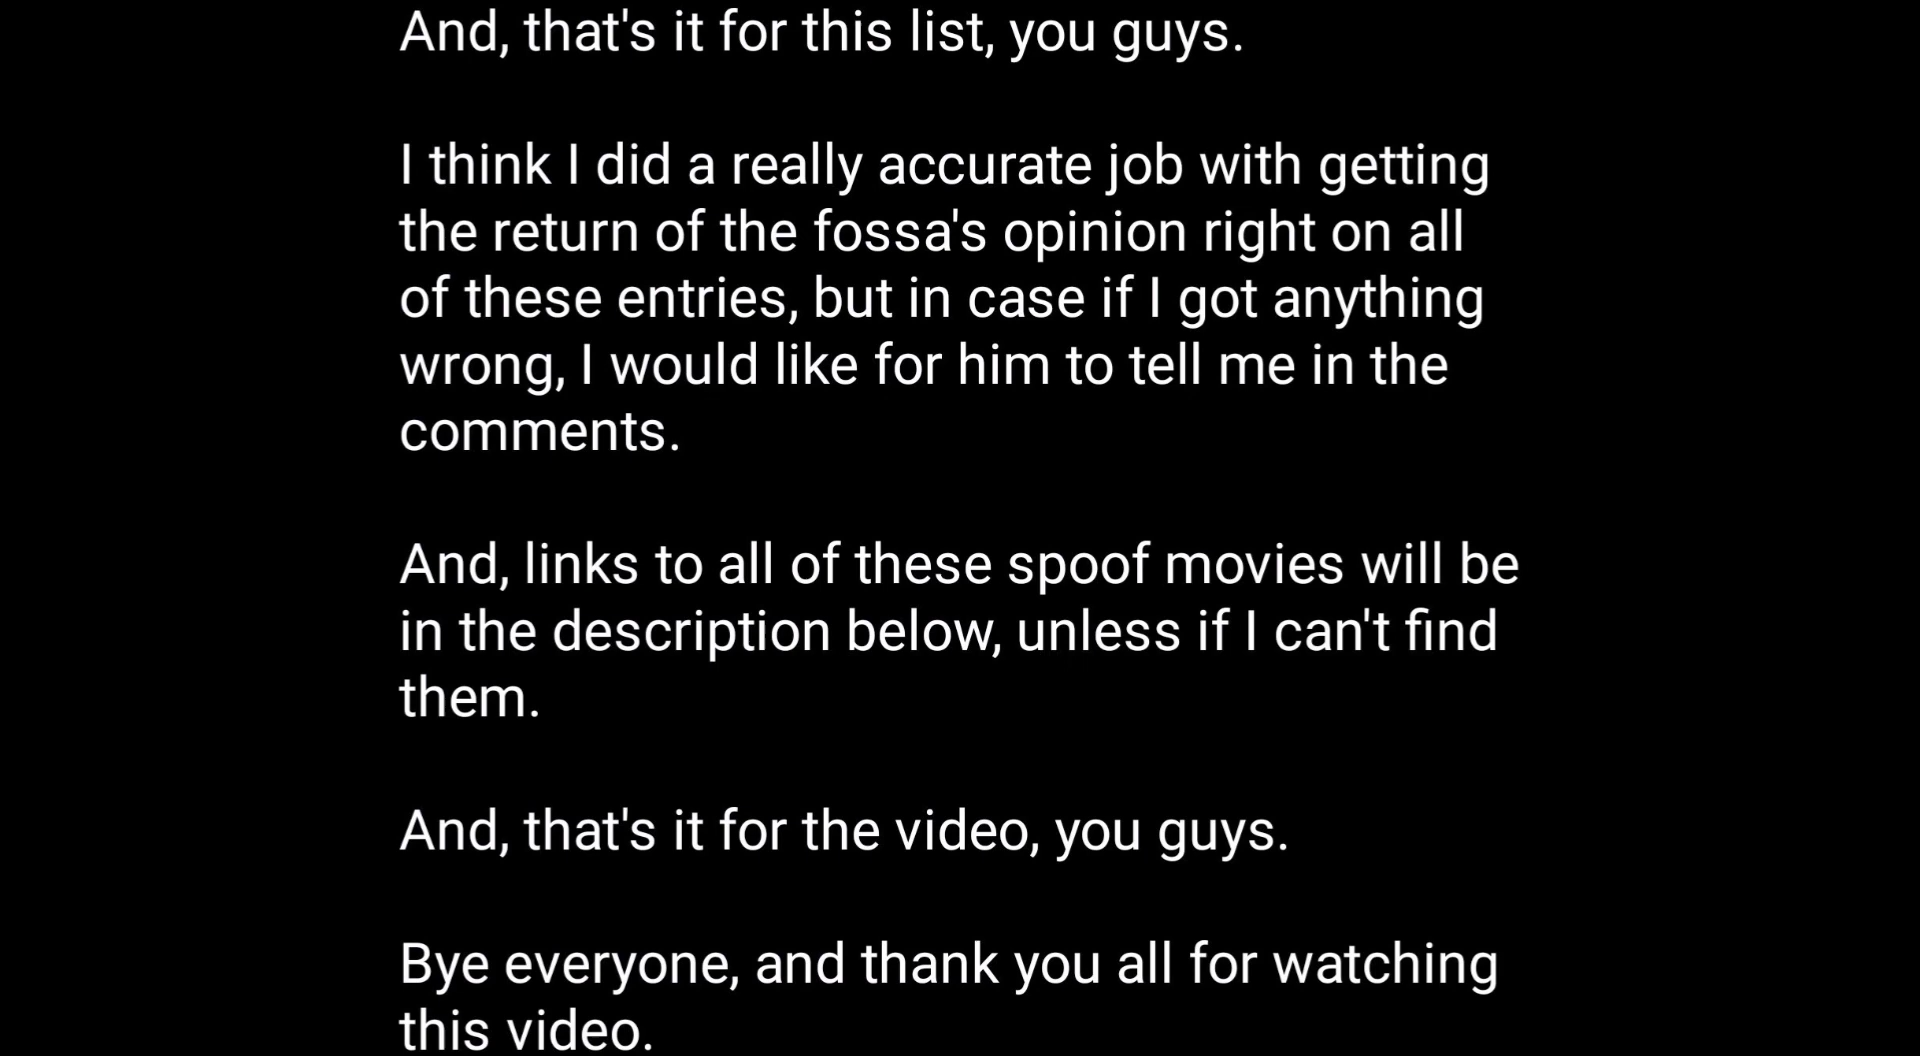 And, that's it for this list, you guys.
I think I did a really accurate job with getting
the return of the fossa's opinion right on all
of these entries, but in case if I got anything
wrong, I would like for him to tell me in the
comments.
And, links to all of these spoof movies will be
in the description below, unless if I can't find
them.
And, that's it for the video, you guys.
Bye everyone, and thank you all for watching
this video.